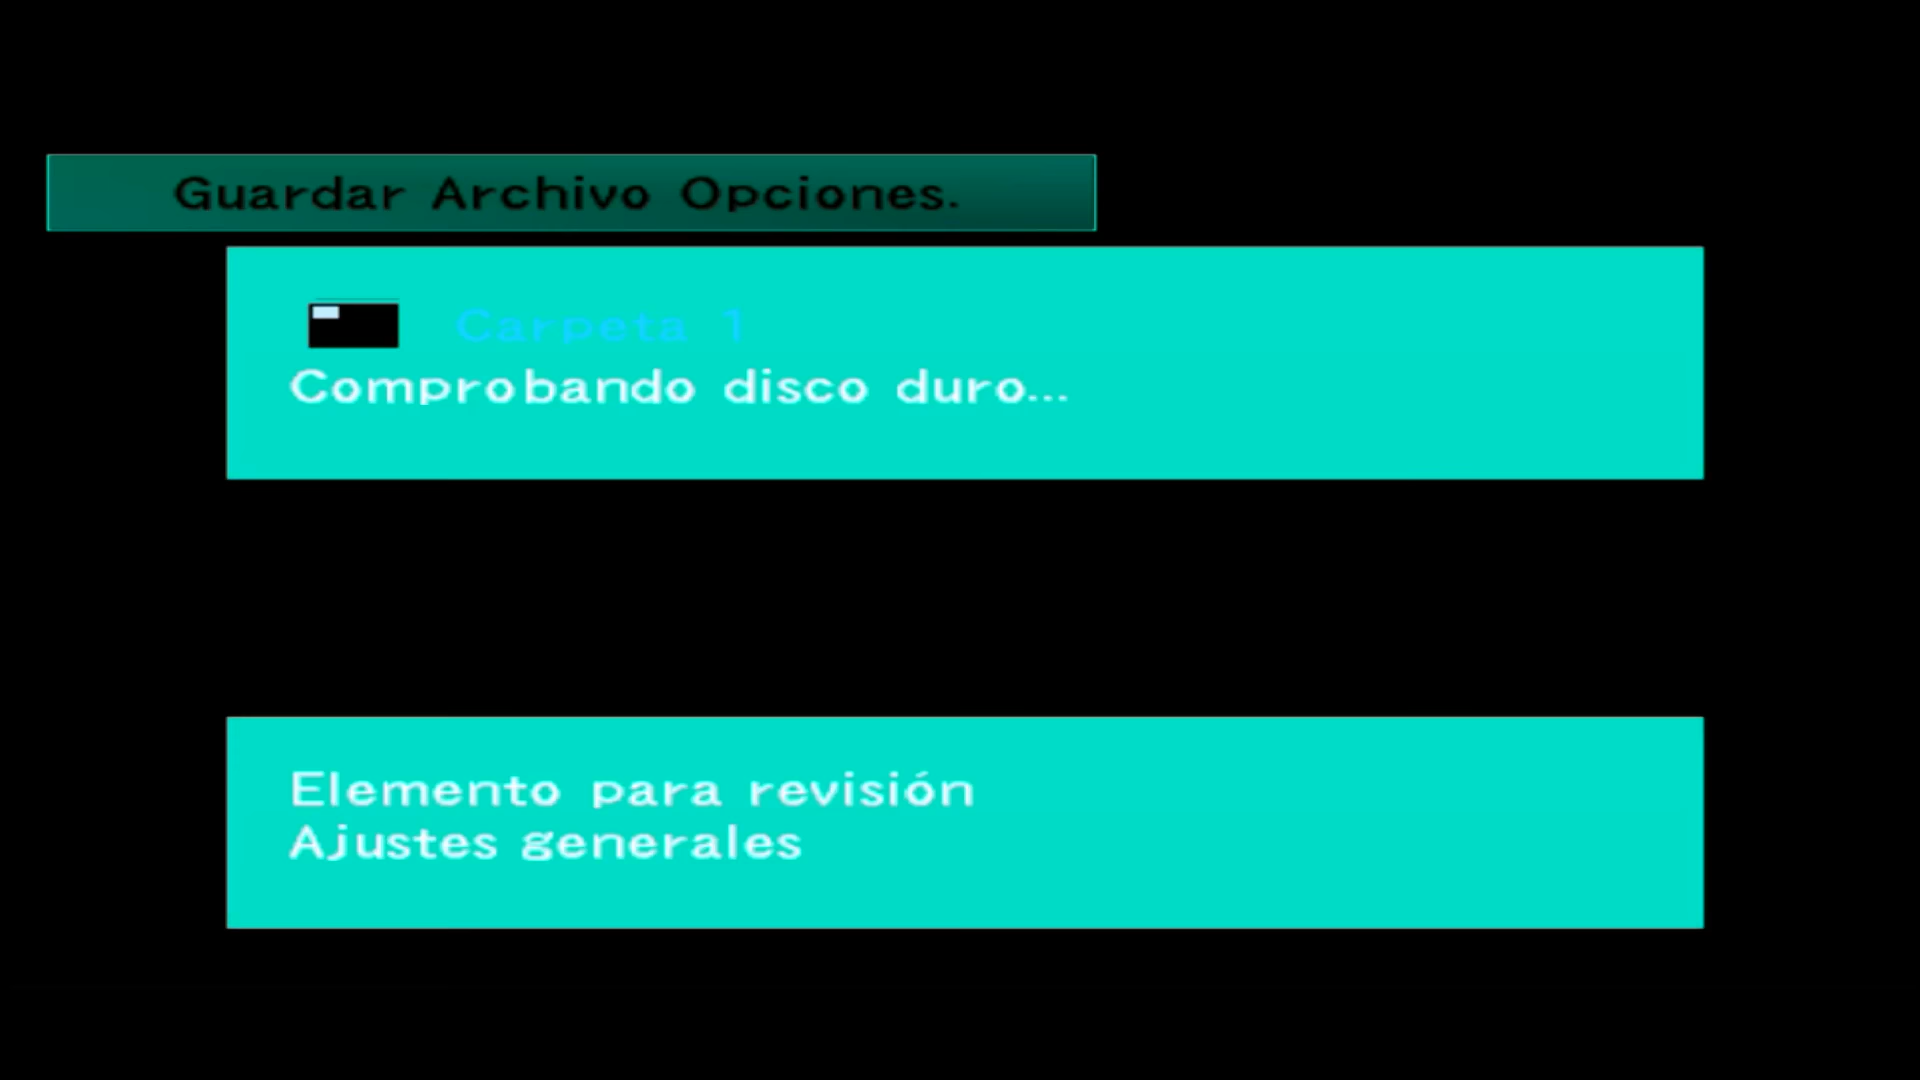 Guardar Archivo Opciones.
Carpeta 1
Comprobando disco duro...
Elemento para revisión
Ajustes generales